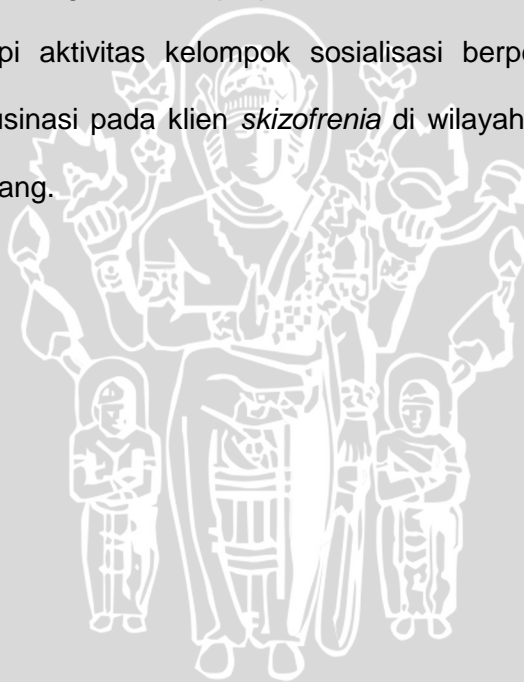 pi aktivitas kelompok sosialisasi berp
usinasi pada klien skizofrenia di wilayah
ang.